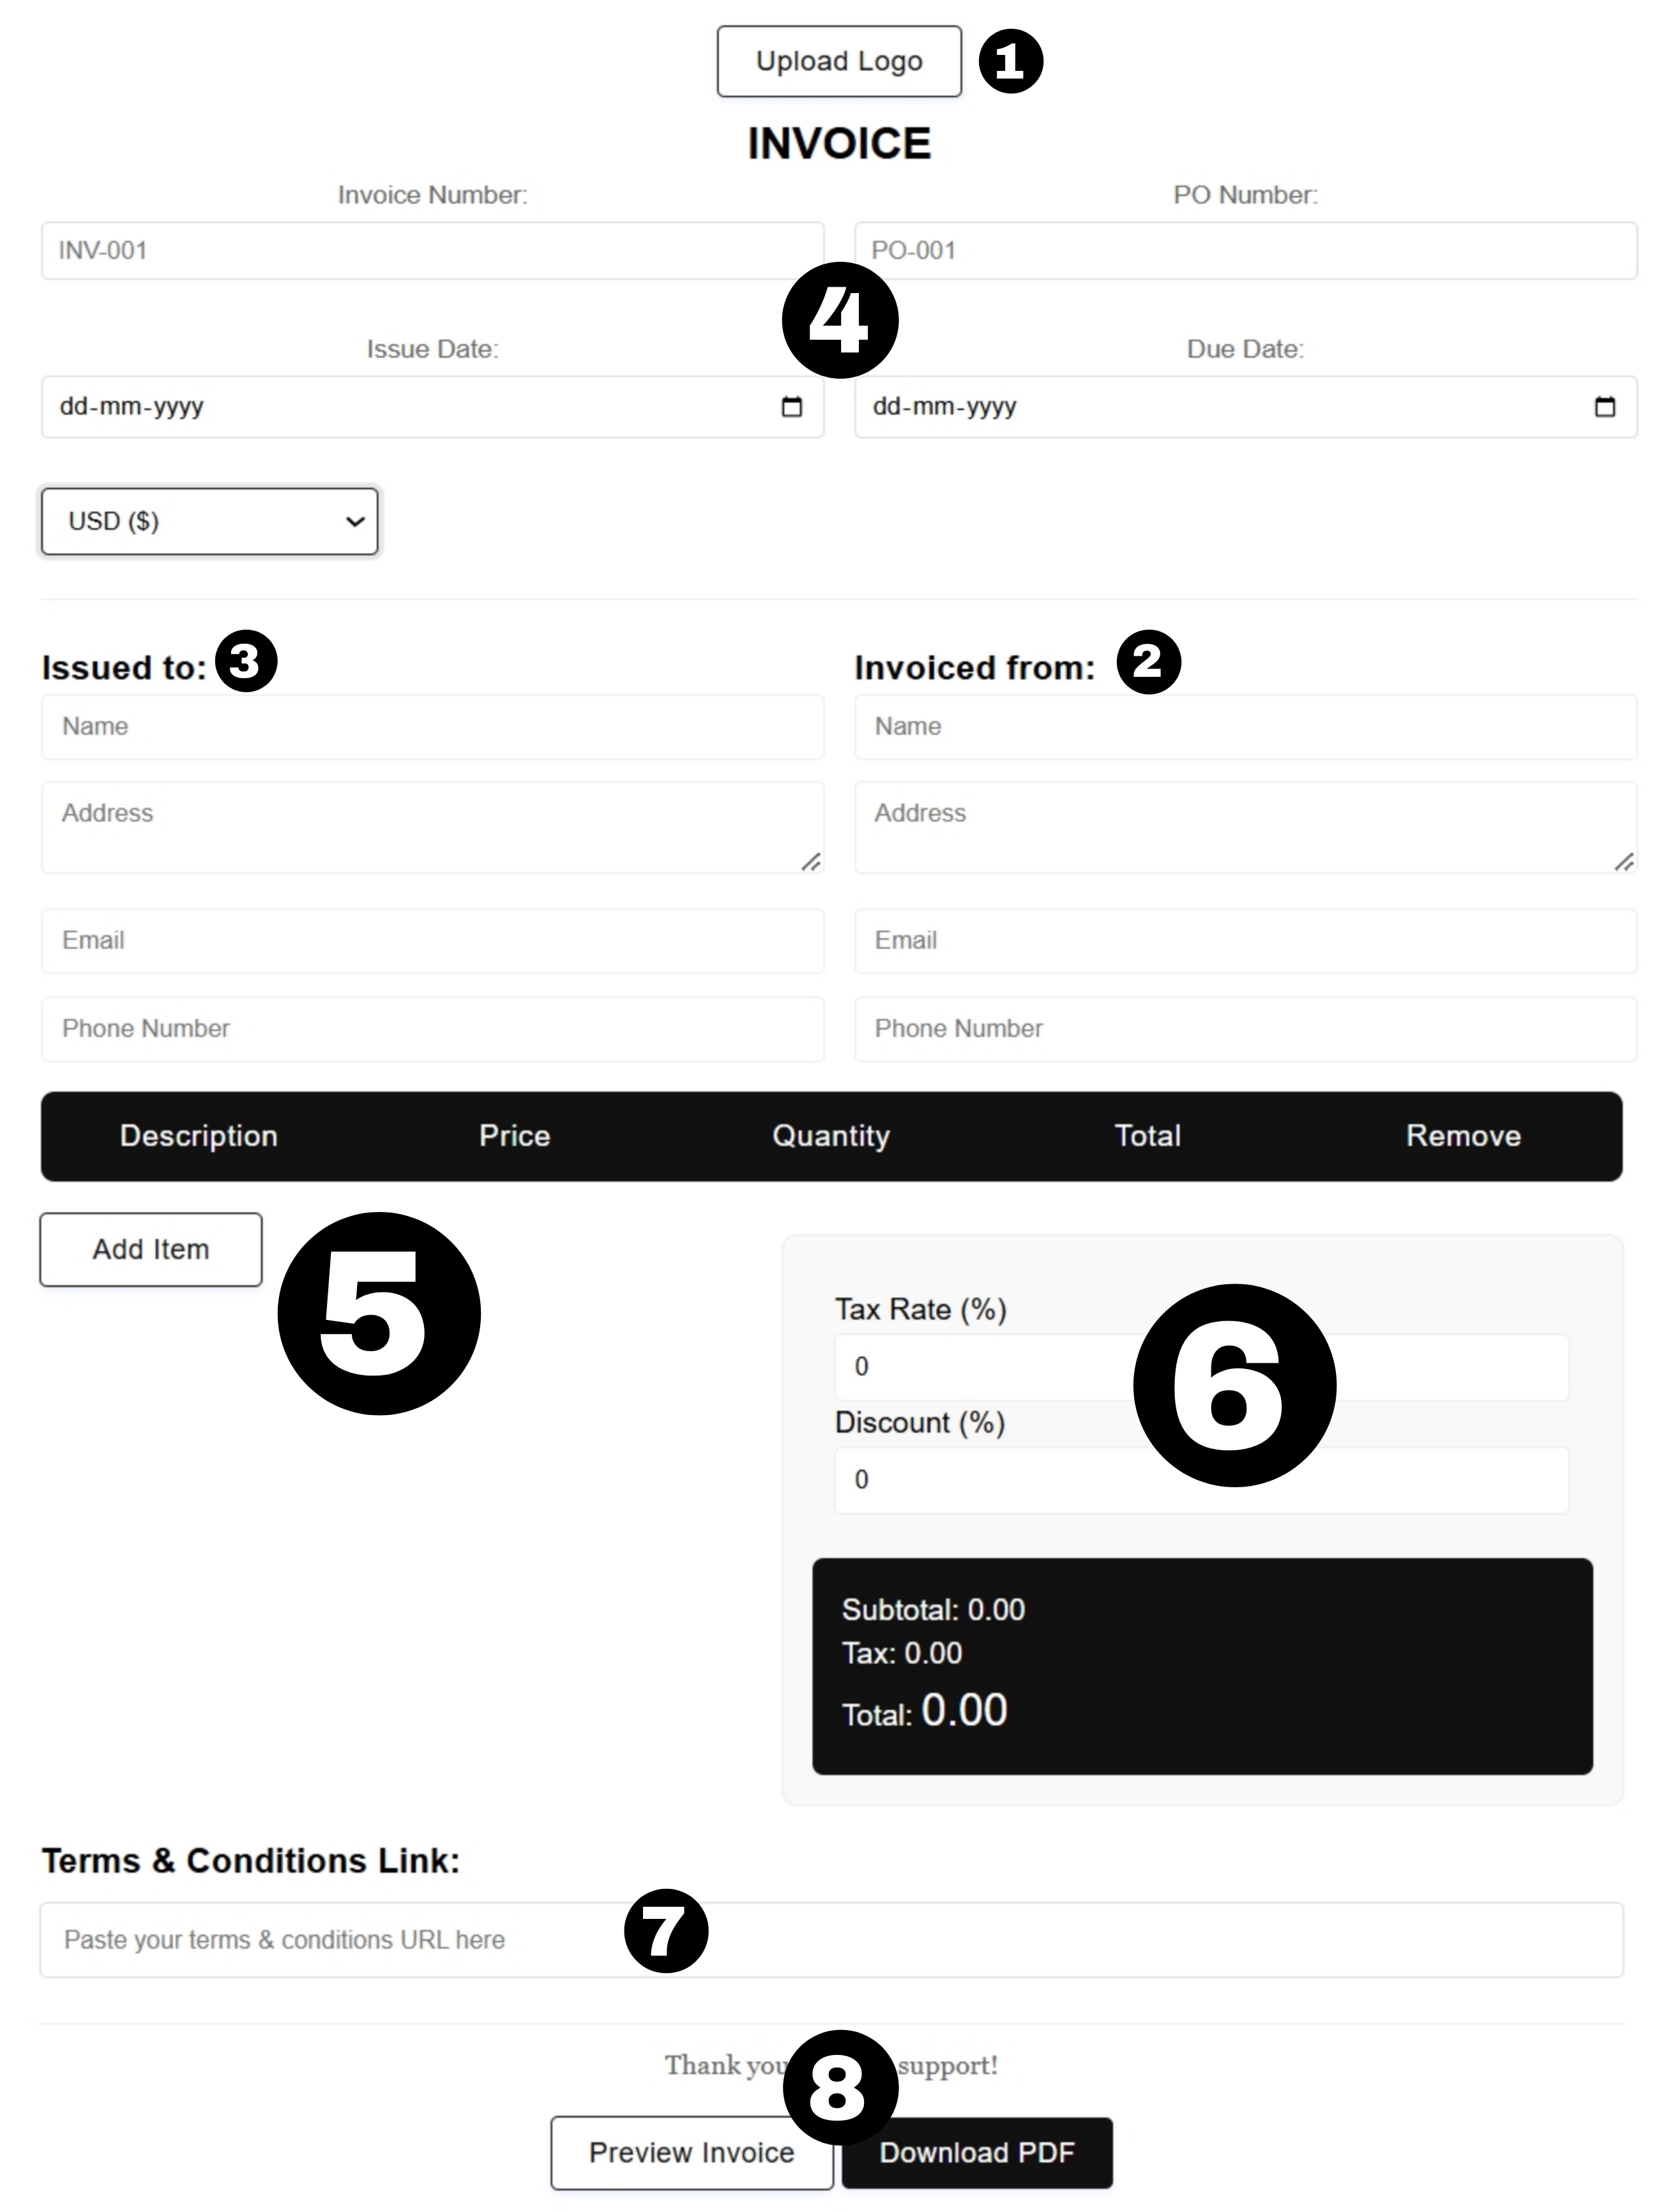 Upload Logo 1
INVOICE
Invoice Number: PO Number:
INV-001 PO-001
4
Issue Date: Due Date:
dd-mm-yyyy dd-mm-yyyy
USD ($)
Issued to: 3 Invoiced from: 2
Name Name
Address Address
Email Email
Phone Number Phone Number
Description Price Quantity Total Remove
Add Item 5
Tax Rate (%)
0
6
Discount (%)
0
Subtotal: 0.00
Tax: 0.00
Total: 0.00
Terms & Conditions Link:
Paste your terms & conditions URL here 7
Thank you 8 support!
Preview Invoice Download PDF